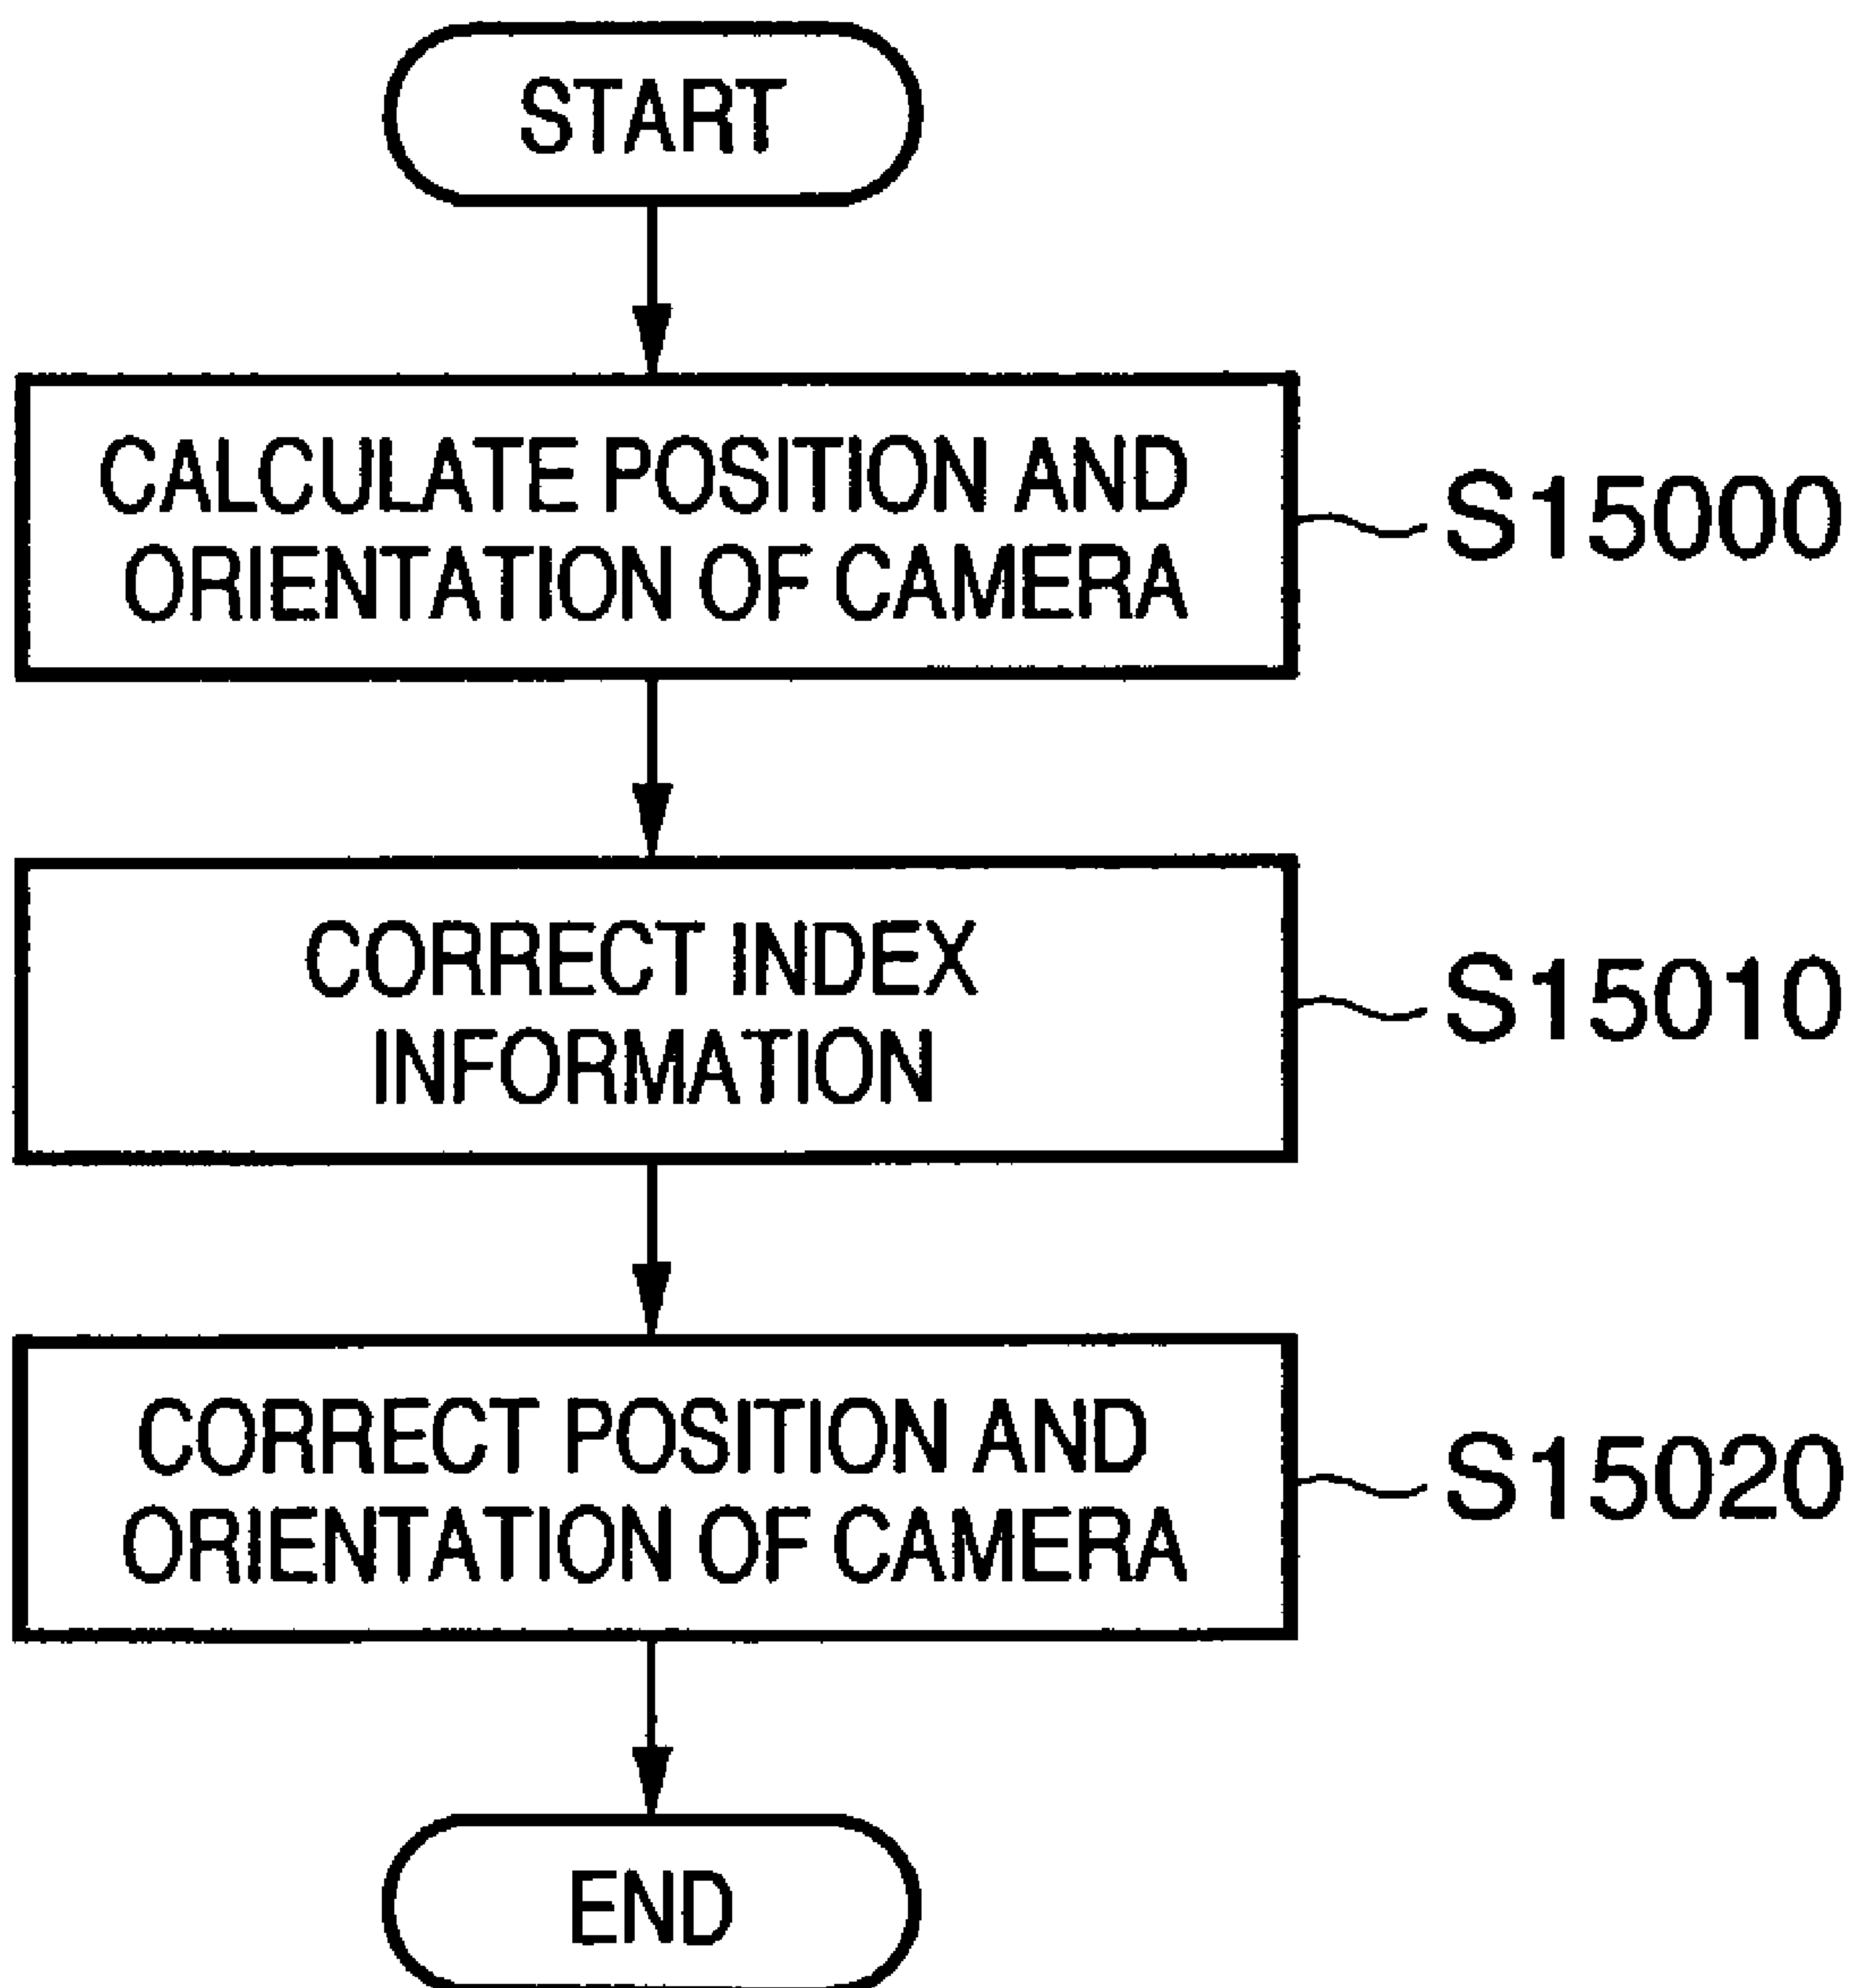 START
CALCULATE POSITION AND
ORIENTATION OF CAMERA
S15000
CORRECT INDEX
INFORMATION
S15010
CORRECT POSITION AND
ORIENTATION OF CAMERA
S15020
END